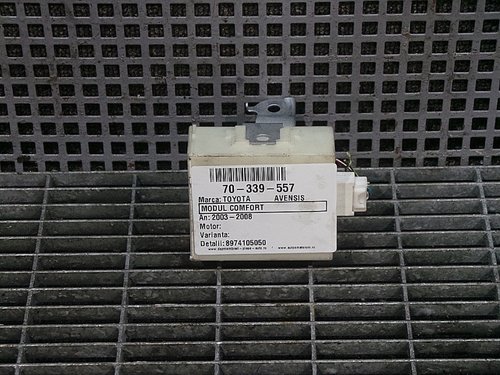 70-339-557
Marca: TOYOTA AVENSIS
MODUL COMFORT
An: 2003-2008
Motor:
Varianta:
Detalii: 8974105050